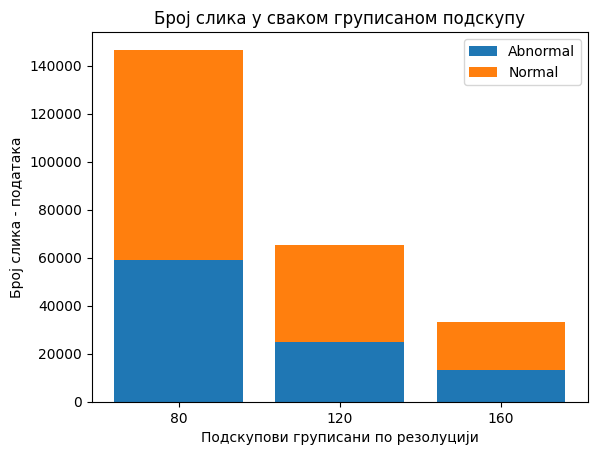 Број слика у сваком груписаном подскупу
Abnormal
Normal
Број слика - података
140000
120000
100000
80000
60000
40000
20000
0
80
120
160
Подскупови груписани по резолуцији